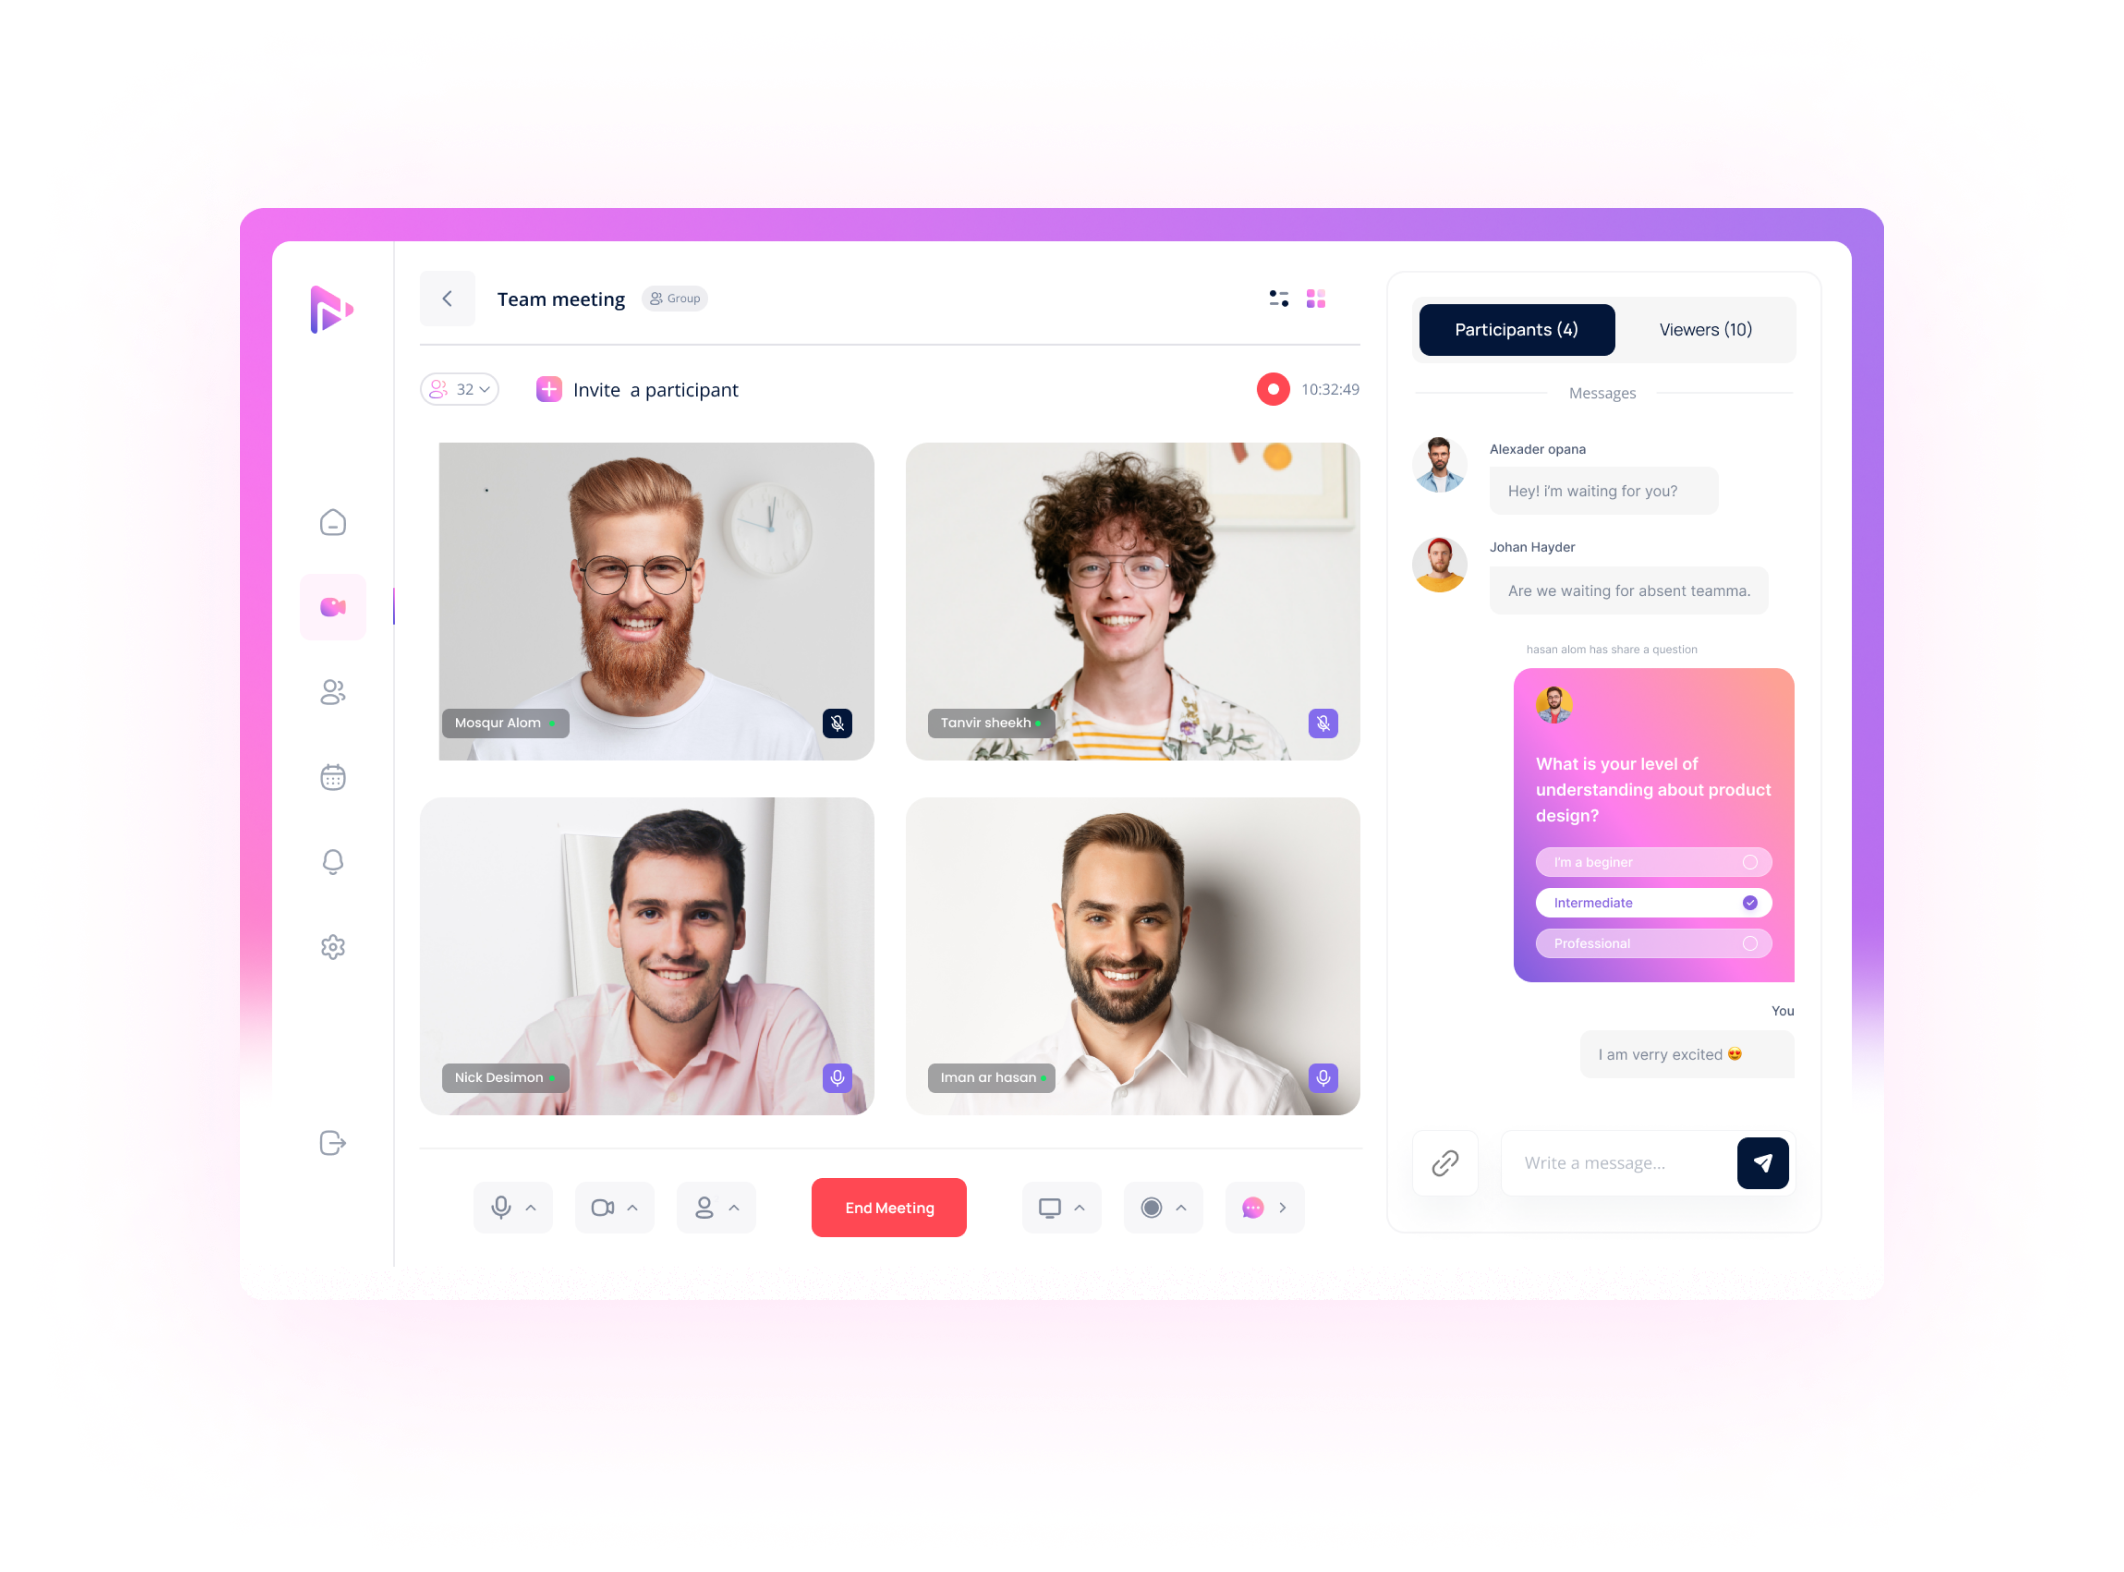 Team meeting
Group
32
Invite a participant
10:32:49
Mosqur Alom
Tanvir sheekh
Nick Desimon
Iman ar hasan
End Meeting
Participants (4)
Viewers (10)
Messages
Alexader opana
Hey! i'm waiting for you?
Johan Hayder
Are we waiting for absent teamma.
hasan alom has share a question
What is your level of
understanding about product
design?
I'm a beginer
Intermediate
Professional
You
I am verry excited 😍
Write a message...